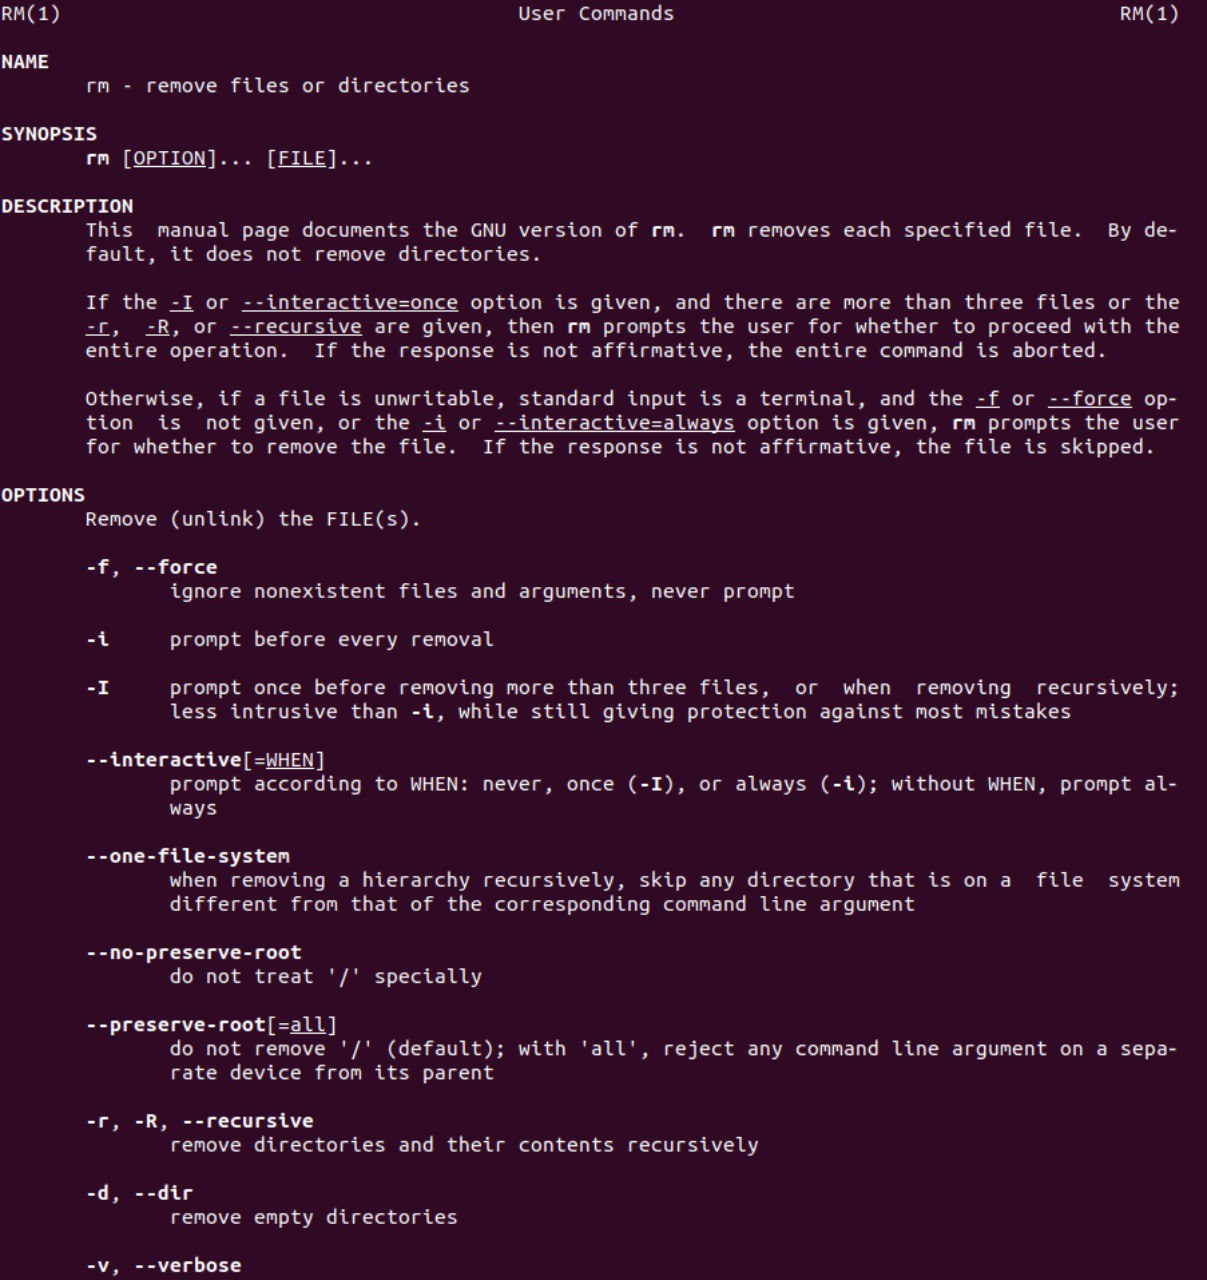 RM(1) User Commands RM(1)
NAME
rm - remove files or directories
SYNOPSIS
rm [OPTION]... [FILE]...
DESCRIPTION
This manual page documents the GNU version of rm. rm removes each specified file. By de-
fault, it does not remove directories.
If the -I or --interactive=once option is given, and there are more than three files or the
-r, -R, or --recursive are given, then rm prompts the user for whether to proceed with the
entire operation. If the response is not affirmative, the entire command is aborted.
Otherwise, if a file is unwritable, standard input is a terminal, and the -f or --force op-
tion is not given, or the -i or --interactive=always option is given, rm prompts the user
for whether to remove the file. If the response is not affirmative, the file is skipped.
OPTIONS
Remove (unlink) the FILE(s).
-f, --force
ignore nonexistent files and arguments, never prompt
-i prompt before every removal
-I prompt once before removing more than three files, or when removing recursively;
less intrusive than -i, while still giving protection against most mistakes
--interactive[=WHEN]
prompt according to WHEN: never, once (-I), or always (-i); without WHEN, prompt al-
ways
--one-file-system
when removing a hierarchy recursively, skip any directory that is on a file system
different from that of the corresponding command line argument
--no-preserve-root
do not treat '/' specially
--preserve-root[=all]
do not remove '/' (default); with 'all', reject any command line argument on a sepa-
rate device from its parent
-r, -R, --recursive
remove directories and their contents recursively
-d, --dir
remove empty directories
-v, --verbose